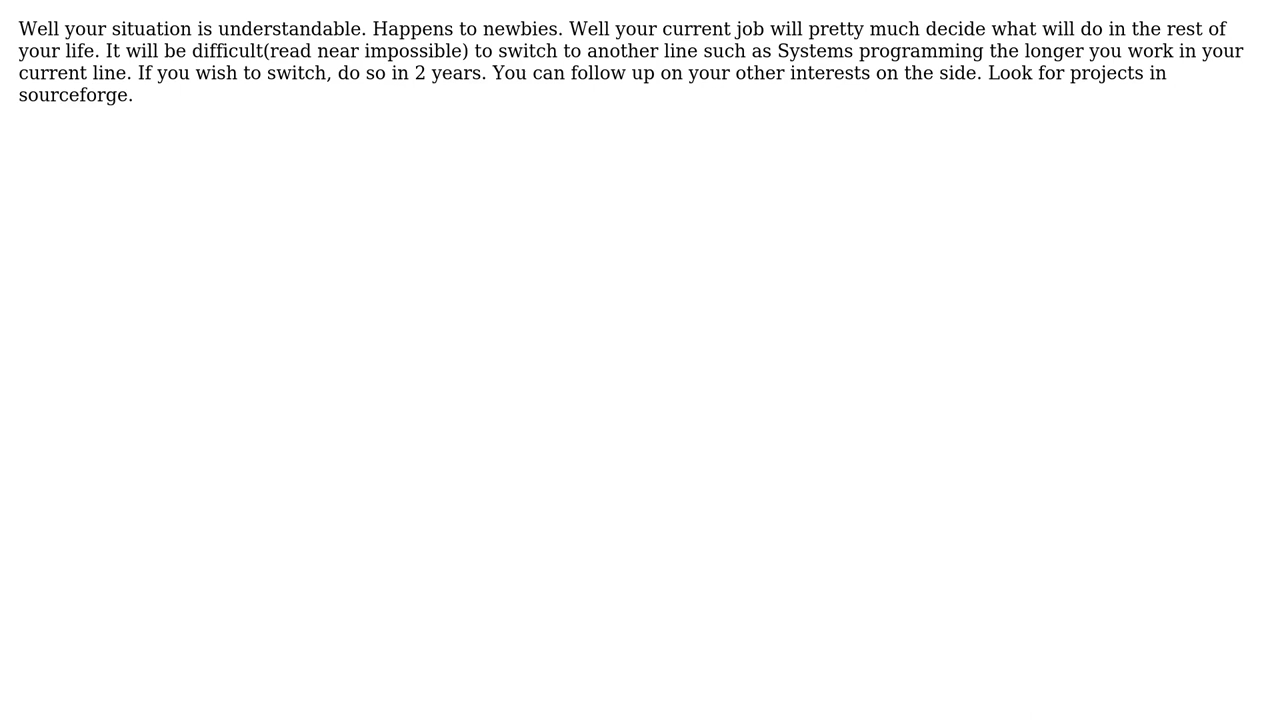 Well your situation is understandable. Happens to newbies. Well your current job will pretty much decide what will do in the rest of
your life. It will be difficult(read near impossible) to switch to another line such as Systems programming the longer you work in your
current line. If you wish to switch, do so in 2 years. You can follow up on your other interests on the side. Look for projects in
sourceforge.